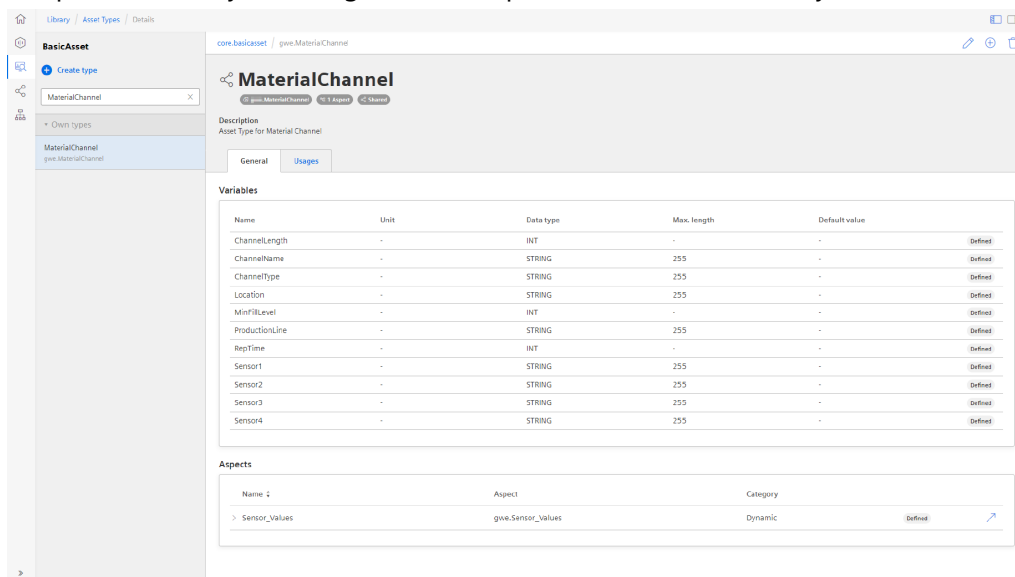 Library / Asset Types / Details
BasicAsset
Create type
MaterialChannel
Own types
MaterialChannel
gwe.MaterialChannel
core.basicasset / gwe.MaterialChannel
MaterialChannel
gwe.MaterialChannel 1 Aspect Shared
Description
Asset Type for Material Channel
General Usages
Variables
Name Unit Data type Max. length Default value
ChannelLength - INT - - Defined
ChannelName - STRING 255 - Defined
ChannelType - STRING 255 - Defined
Location - STRING 255 - Defined
MinFillLevel - INT - - Defined
ProductionLine - STRING 255 - Defined
RepTime - INT - - Defined
Sensor1 - STRING 255 - Defined
Sensor2 - STRING 255 - Defined
Sensor3 - STRING 255 - Defined
Sensor4 - STRING 255 - Defined
Aspects
Name Aspect Category
Sensor_Values gwe.Sensor_Values Dynamic Defined